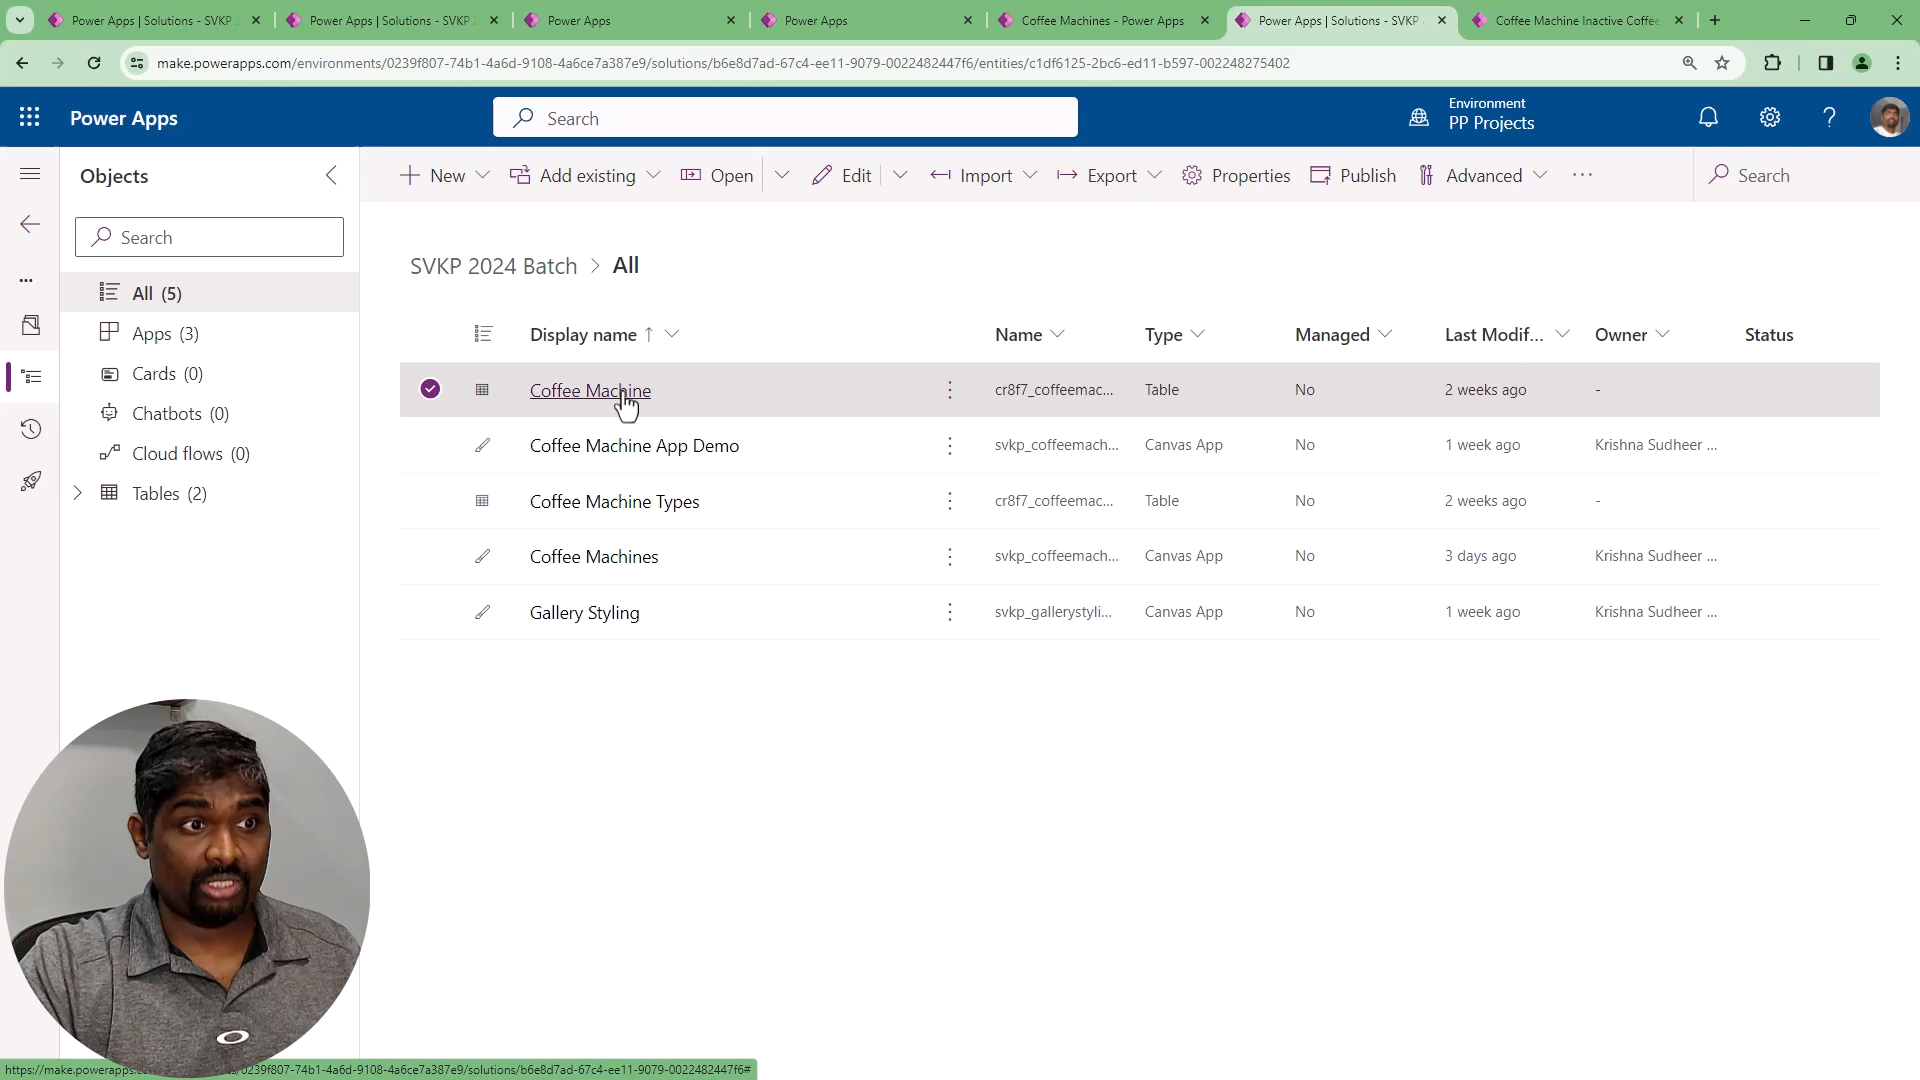 Power Apps | Solutions - SVKP
Power Apps | Solutions - SVKP
Power Apps
Power Apps
Coffee Machines - Power Apps
Power Apps | Solutions - SVKP
Coffee Machine Inactive Coffee
make.powerapps.com/environments/0239f807-74b1-4a6d-9108-4a6ce7a387e9/solutions/b6e8d7ad-67c4-ee11-9079-0022482447f6/entities/c1df6125-2bc6-ed11-b597-002248275402
Power Apps
Search
Environment
PP Projects
Objects
Search
All (5)
Apps (3)
Cards (0)
Chatbots (0)
Cloud flows (0)
Tables (2)
New
Add existing
Open
Edit
Import
Export
Properties
Publish
Advanced
Search
SVKP 2024 Batch > All
Display name Name Type Managed Last Modif... Owner Status
Coffee Machine cr8f7_coffeemac... Table No 2 weeks ago -
Coffee Machine App Demo svkp_coffeemach... Canvas App No 1 week ago Krishna Sudheer ...
Coffee Machine Types cr8f7_coffeemac... Table No 2 weeks ago -
Coffee Machines svkp_coffeemach... Canvas App No 3 days ago Krishna Sudheer ...
Gallery Styling svkp_gallerystyli... Canvas App No 1 week ago Krishna Sudheer ...
https://make.powerapps.c /0239f807-74b1-4a6d-9108-4a6ce7a387e9/solutions/b6e8d7ad-67c4-ee11-9079-0022482447f6#